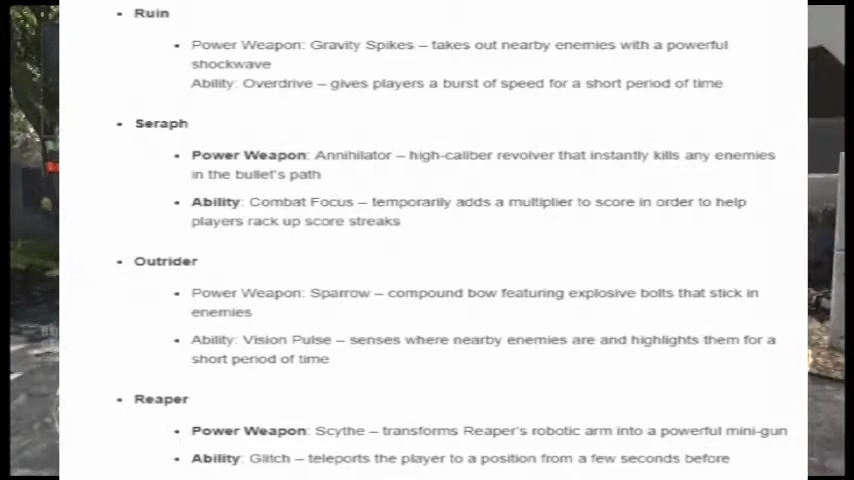 Ruin
Power Weapon: Gravity Spikes – takes out nearby enemies with a powerful
shockwave
Ability: Overdrive – gives players a burst of speed for a short period of time
Seraph
Power Weapon: Annihilator – high-caliber revolver that instantly kills any enemies
in the bullet's path
Ability: Combat Focus – temporarily adds a multiplier to score in order to help
players rack up score streaks
Outrider
Power Weapon: Sparrow – compound bow featuring explosive bolts that stick in
enemies
Ability: Vision Pulse – senses where nearby enemies are and highlights them for a
short period of time
Reaper
Power Weapon: Scythe – transforms Reaper's robotic arm into a powerful mini-gun
Ability: Glitch – teleports the player to a position from a few seconds before